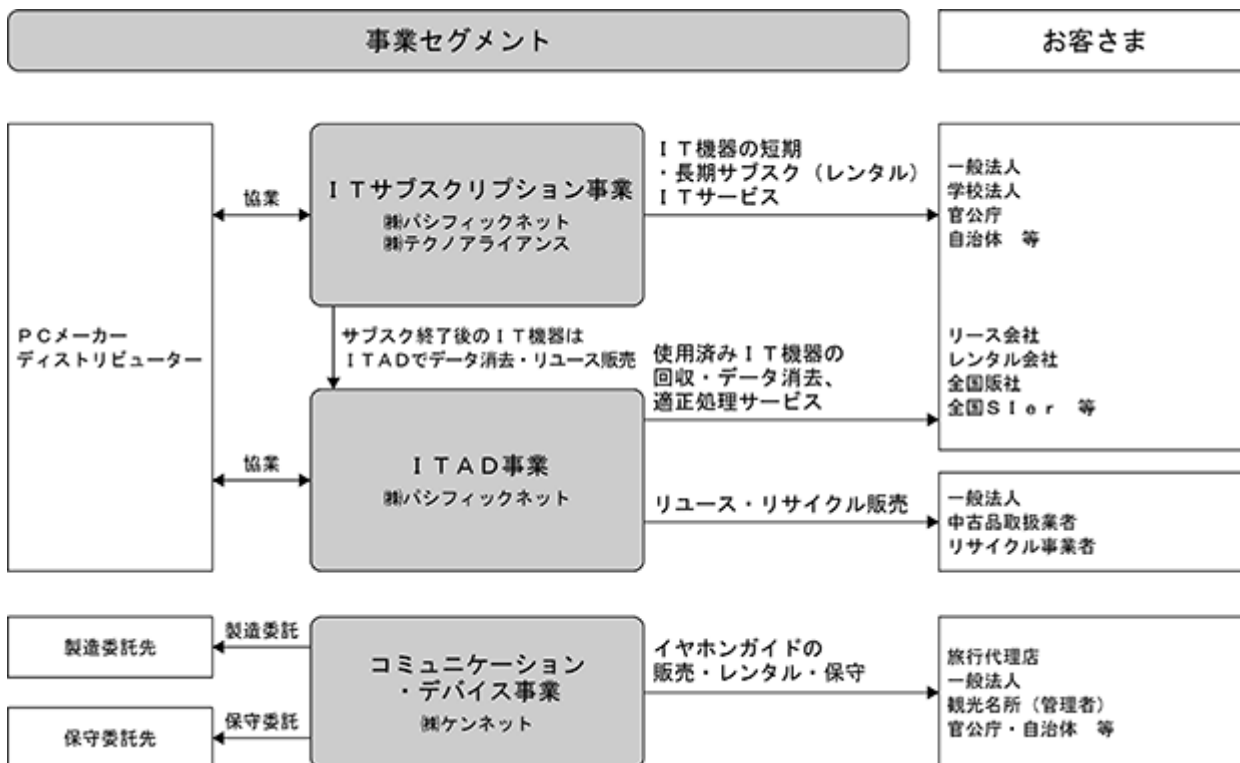 事業セグメント
お客さま
PCメーカー
ディストリビューター
協業
ITサブスクリプション事業
㈱パシフィックネット
㈱テクノアライアンス
IT機器の短期
・長期サブスク(レンタル)
ITサービス
一般法人
学校法人
官公庁
自治体 等
サブスク終了後のIT機器は
ITADでデータ消去・リユース販売
使用済みIT機器の
回収・データ消去、
適正処理サービス
リース会社
レンタル会社
全国販社
全国SIer 等
協業
ITAD事業
㈱パシフィックネット
リユース・リサイクル販売
一般法人
中古品取扱業者
リサイクル事業者
製造委託先
製造委託
保守委託先
保守委託
コミュニケーション
・デバイス事業
㈱ケンネット
イヤホンガイドの
販売・レンタル・保守
旅行代理店
一般法人
観光名所(管理者)
官公庁・自治体 等